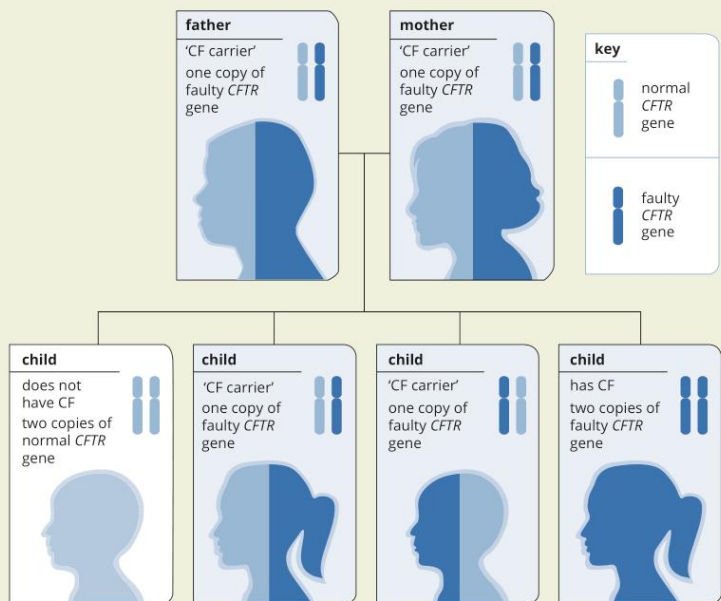 father
'CF carrier'
one copy of
faulty CFTR
gene
mother
'CF carrier'
one copy of
faulty CFTR
gene
key
normal
CFTR
gene
faulty
CFTR
gene
child
does not
have CF
two copies of
normal CFTR
gene
child
'CF carrier'
one copy of
faulty CFTR
gene
child
'CF carrier'
one copy of
faulty CFTR
gene
child
has CF
two copies of
faulty CFTR
gene